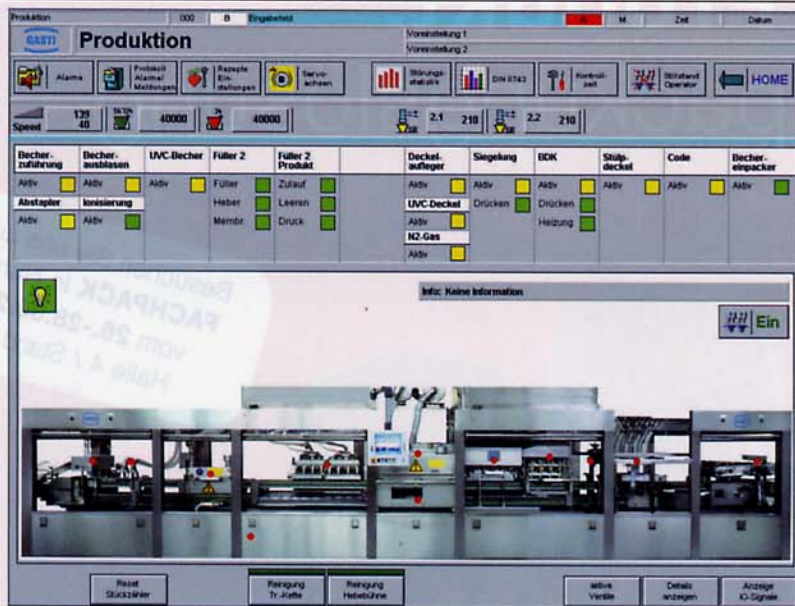 Produktion 000 B Eingabefeld A M Zeit Datum
GASTI Produktion
Voreinstellung 1
Voreinstellung 2
Alarme
Protokoll Alarme/ Meldungen
Rezepte Ein- stellungen
Servo- achsen
Störungs- statistik
DIN 8743
Kontroll- zeit
Stillstand Operator
HOME
Speed 139 40 40000 40000 2.1 210 2.2 210
Becher- zuführung Becher- ausblasen UVC-Becher Füller 2 Füller 2 Produkt Deckel- aufleger Siegelung BDK Stülp- deckel Code Becher- einpacker
Aktiv Aktiv Aktiv Füller Zulauf Aktiv Aktiv Aktiv Aktiv Aktiv Aktiv
Abstapler Ionisierung Heber Leeren UVC-Deckel Drücken Drücken
Aktiv Aktiv Membr. Druck Aktiv Heizung
N2-Gas
Aktiv
Info: Keine Information
Ein
Reset Stückzähler
Reinigung Tr.-Kette
Reinigung Hebebühne
aktive Ventile
Details anzeigen
Anzeige IO-Signale